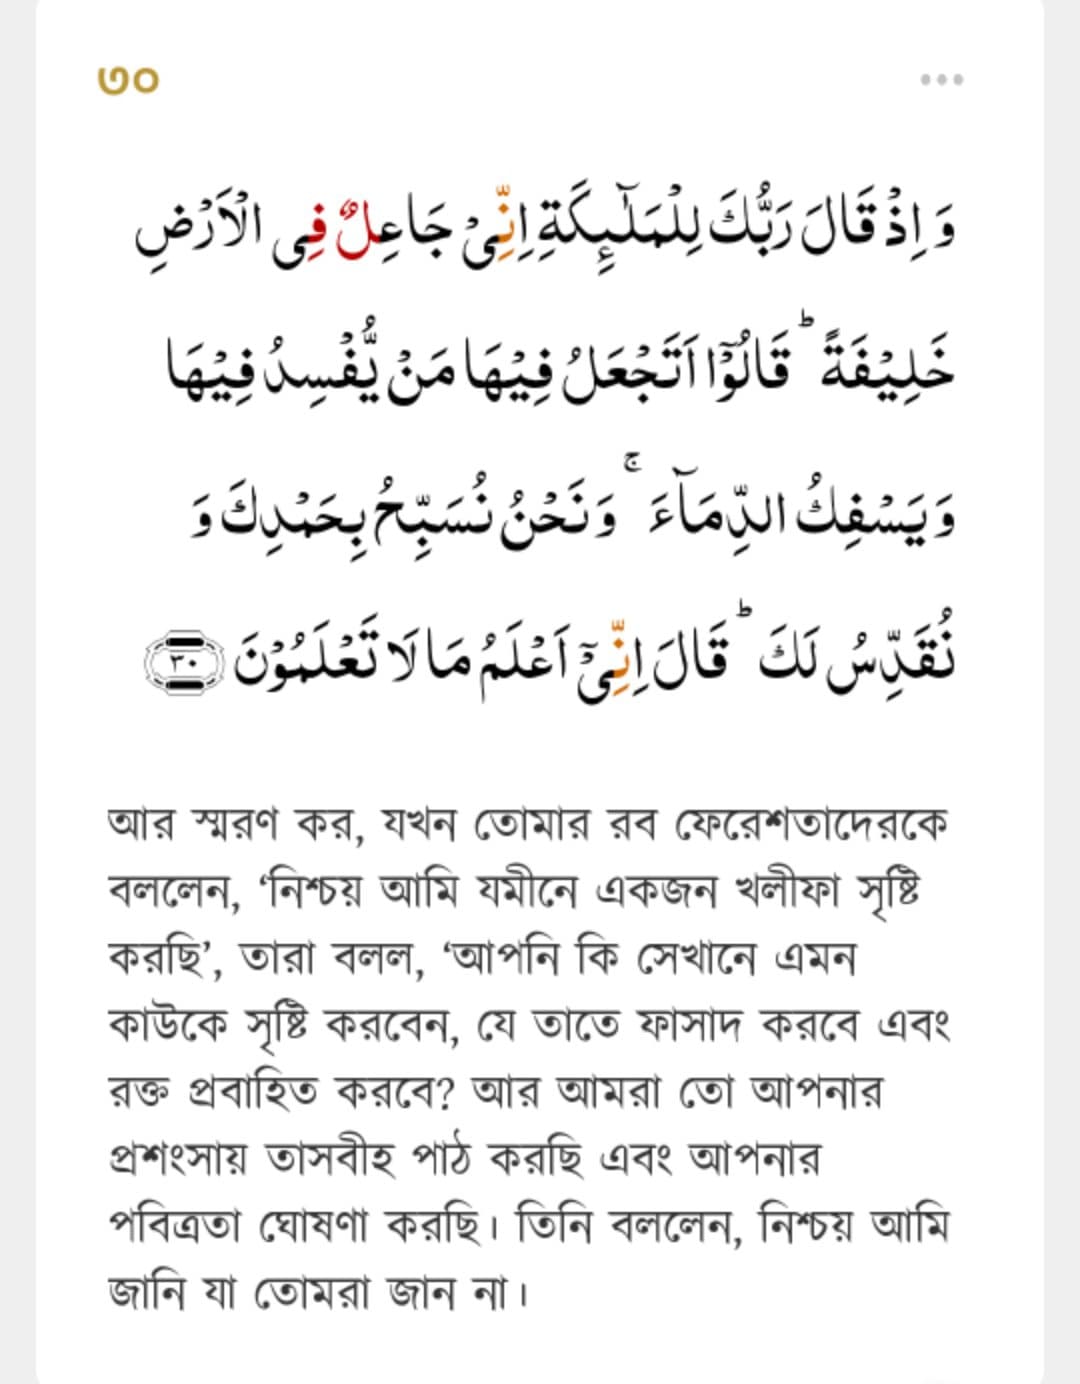 ৩০
وَ اِذْ قَالَ رَبُّكَ لِلْمَلٰٓىِٕكَةِ اِنِّیْ جَاعِلٌ فِی الْاَرْضِ
خَلِیْفَةً ؕ قَالُوْۤا اَتَجْعَلُ فِیْهَا مَنْ یُّفْسِدُ فِیْهَا
وَ یَسْفِكُ الدِّمَآءَ ۚ وَ نَحْنُ نُسَبِّحُ بِحَمْدِكَ وَ
نُقَدِّسُ لَكَ ؕ قَالَ اِنِّیْۤ اَعْلَمُ مَا لَا تَعْلَمُوْنَ ﴿۳۰﴾
আর স্মরণ কর, যখন তোমার রব ফেরেশতাদেরকে
বললেন, ‘নিশ্চয় আমি যমীনে একজন খলীফা সৃষ্টি
করছি’, তারা বলল, ‘আপনি কি সেখানে এমন
কাউকে সৃষ্টি করবেন, যে তাতে ফাসাদ করবে এবং
রক্ত প্রবাহিত করবে? আর আমরা তো আপনার
প্রশংসায় তাসবীহ পাঠ করছি এবং আপনার
পবিত্রতা ঘোষণা করছি। তিনি বললেন, নিশ্চয় আমি
জানি যা তোমরা জান না।